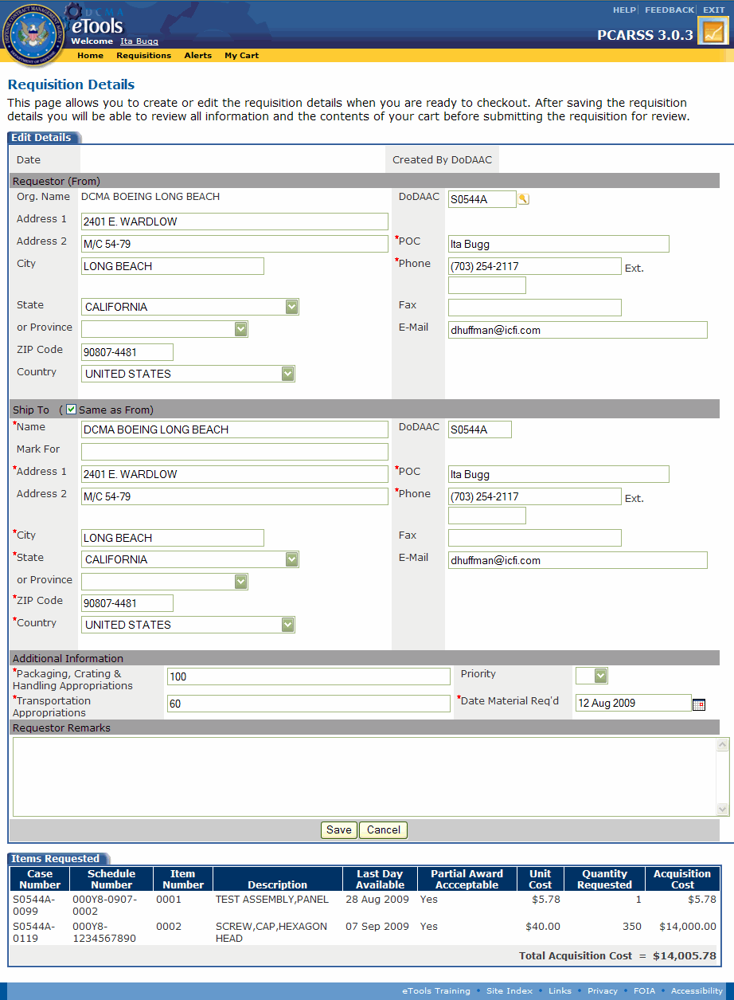 DCMA
HELP FEEDBACK EXIT
eTools
PCARSS 3.0.3
Welcome Ita Bugg
Home Requisitions Alerts My Cart
Requisition Details
This page allows you to create or edit the requisition details when you are ready to checkout. After saving the requisition
details you will be able to review all information and the contents of your cart before submitting the requisition for review.
Edit Details
Date Created By DoDAAC
Requestor (From)
Org. Name DCMA BOEING LONG BEACH DoDAAC S0544A
Address 1 2401 E. WARDLOW
Address 2 M/C 54-79 *POC Ita Bugg
City LONG BEACH *Phone (703) 254-2117 Ext.
State CALIFORNIA Fax
or Province E-Mail dhuffman@icfi.com
ZIP Code 90807-4481
Country UNITED STATES
Ship To ( Same as From)
*Name DCMA BOEING LONG BEACH DoDAAC S0544A
Mark For
*Address 1 2401 E. WARDLOW *POC Ita Bugg
Address 2 M/C 54-79 *Phone (703) 254-2117 Ext.
*City LONG BEACH Fax
*State CALIFORNIA E-Mail dhuffman@icfi.com
or Province
*ZIP Code 90807-4481
*Country UNITED STATES
Additional Information
*Packaging, Crating & 100 Priority
Handling Appropriations
*Transportation 60 *Date Material Req'd 12 Aug 2009
Appropriations
Requestor Remarks
Save Cancel
Items Requested
Case Schedule Item Last Day Partial Award Unit Quantity Acquisition
Number Number Number Description Available Accceptable Cost Requested Cost
S0544A- 000Y8-0907- 0001 TEST ASSEMBLY,PANEL 28 Aug 2009 Yes $5.78 1 $5.78
0099 0002
S0544A- 000Y8- 0002 SCREW,CAP,HEXAGON 07 Sep 2009 Yes $40.00 350 $14,000.00
0119 1234567890 HEAD
Total Acquisition Cost = $14,005.78
eTools Training • Site Index • Links • Privacy • FOIA • Accessibility